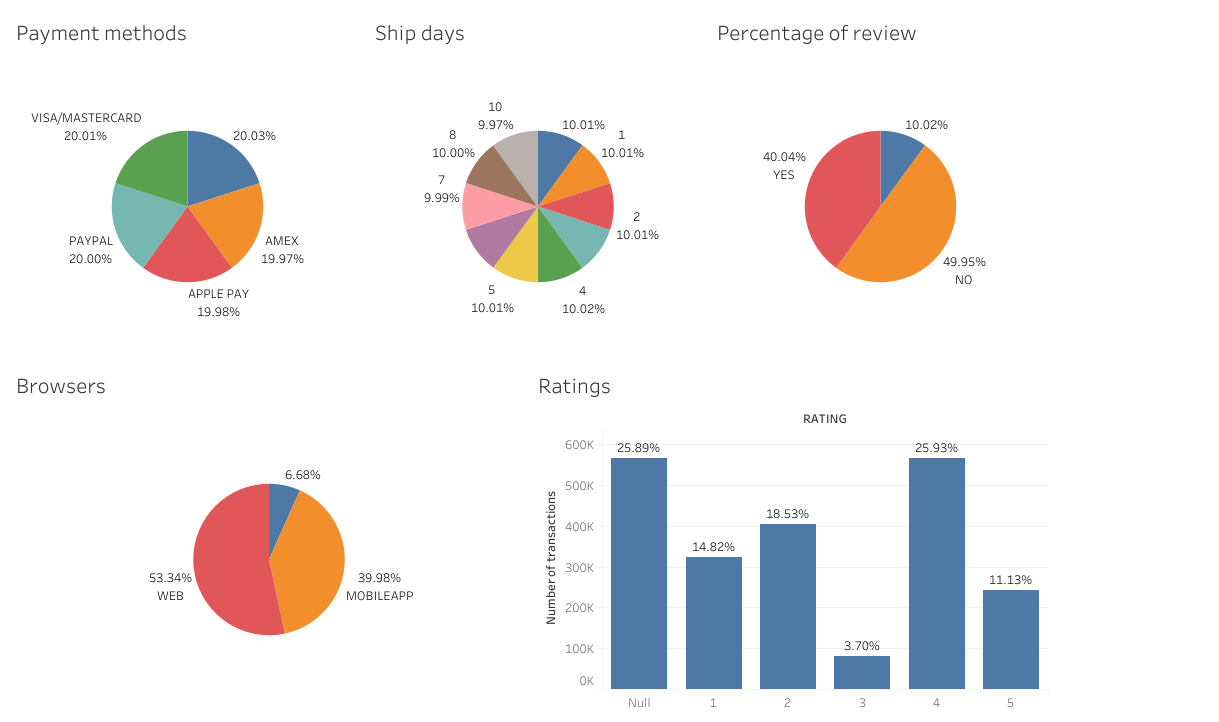 Payment methods
Ship days
Percentage of review
VISA/MASTERCARD
20.01%
20.03%
PAYPAL
20.00%
AMEX
19.97%
APPLE PAY
19.98%
10
9.97%
10.01%
8
10.00%
1
10.01%
7
9.99%
2
10.01%
5
10.01%
4
10.02%
10.02%
40.04%
YES
49.95%
NO
Browsers
6.68%
53.34%
WEB
39.98%
MOBILEAPP
Ratings
RATING
Number of transactions
600K
500K
400K
300K
200K
100K
0K
25.89%
14.82%
18.53%
3.70%
25.93%
11.13%
Null
1
2
3
4
5